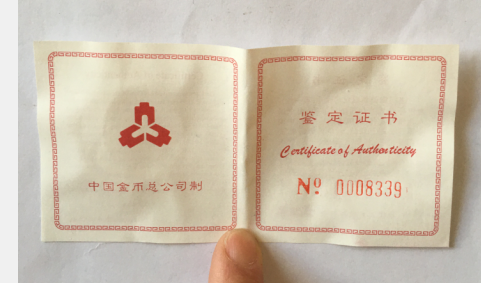 中国金币总公司制
鉴定证书
Certificate of Authenticity
Nº 0008339